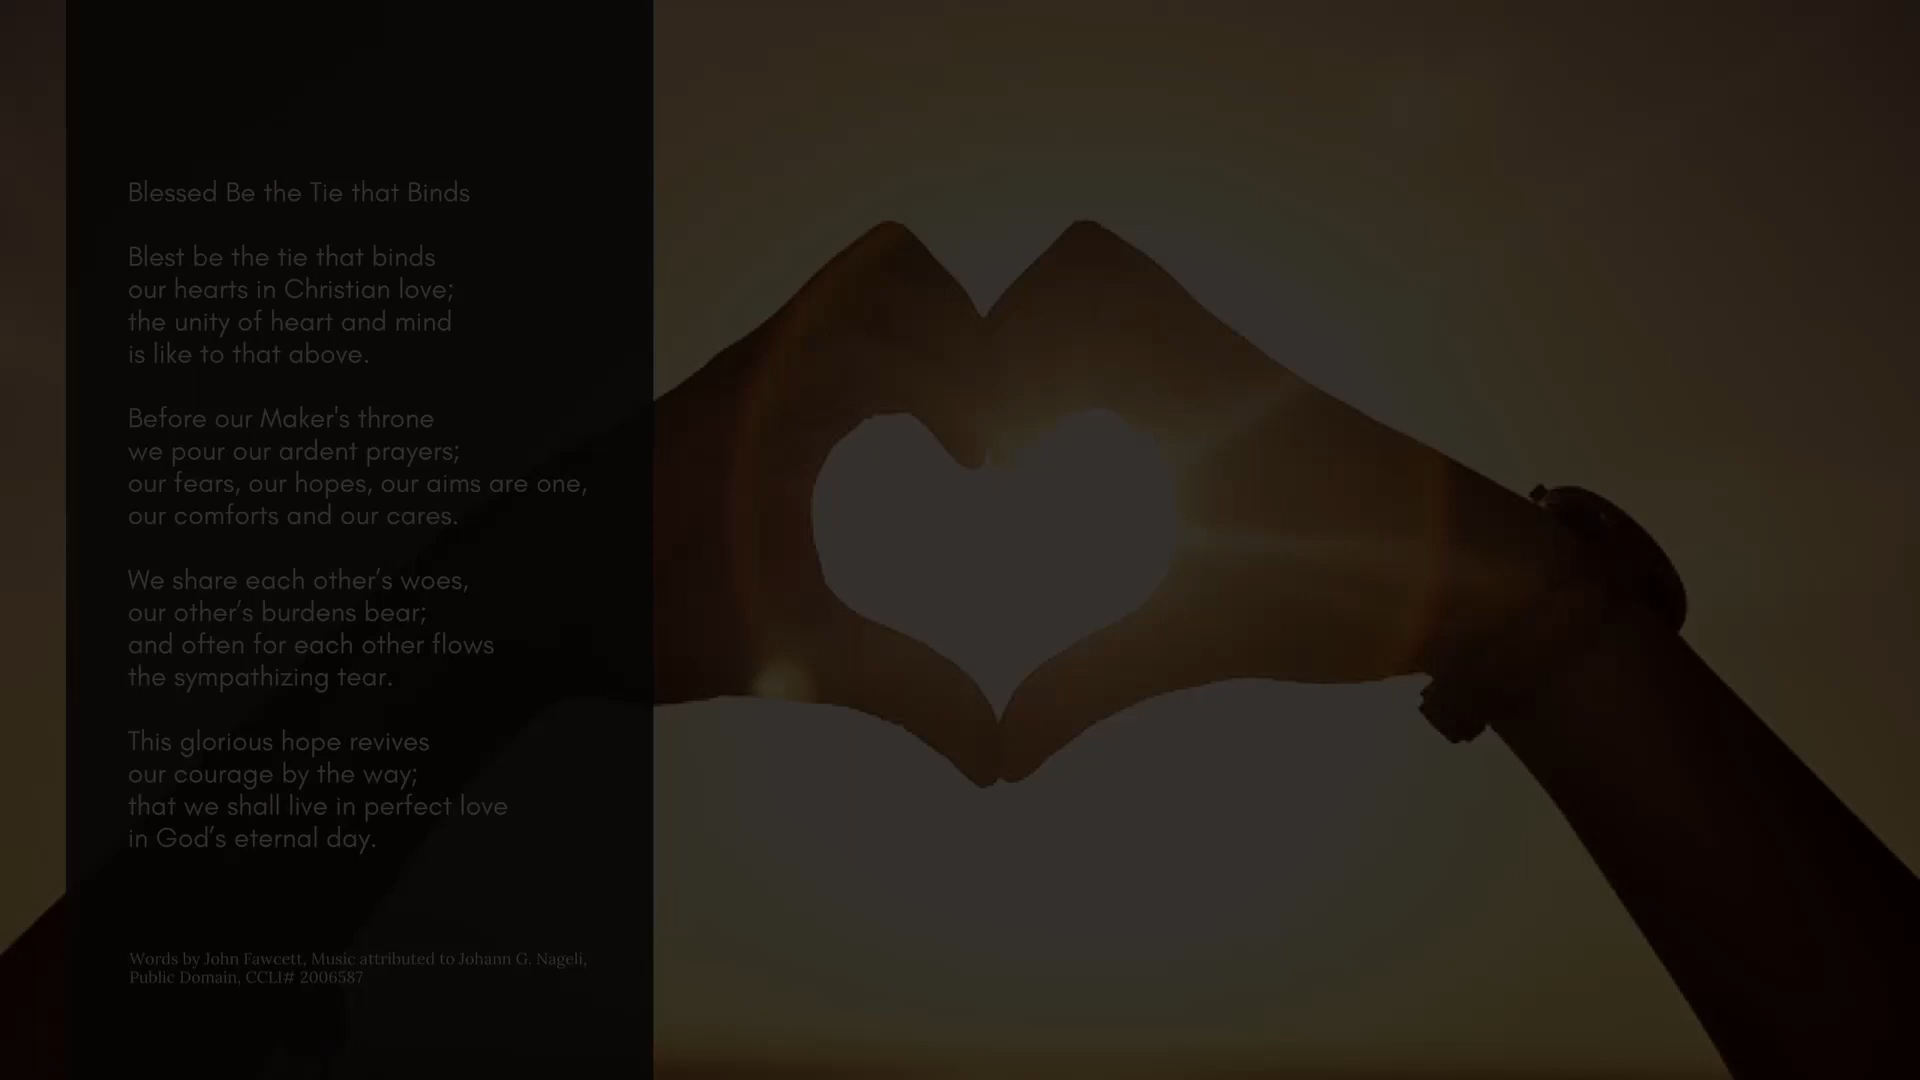 Blessed Be the Tie that Binds
Blest be the tie that binds
our hearts in Christian love;
the unity of heart and mind
is like to that above.
Before our Maker's throne
we pour our ardent prayers;
our fears, our hopes, our aims are one,
our comforts and our cares.
We share each other’s woes,
our other’s burdens bear;
and often for each other flows
the sympathizing tear.
This glorious hope revives
our courage by the way;
that we shall live in perfect love
in God’s eternal day.
Words by John Fawcett, Music attributed to Johann G. Nageli,
Public Domain, CCLI# 2006587